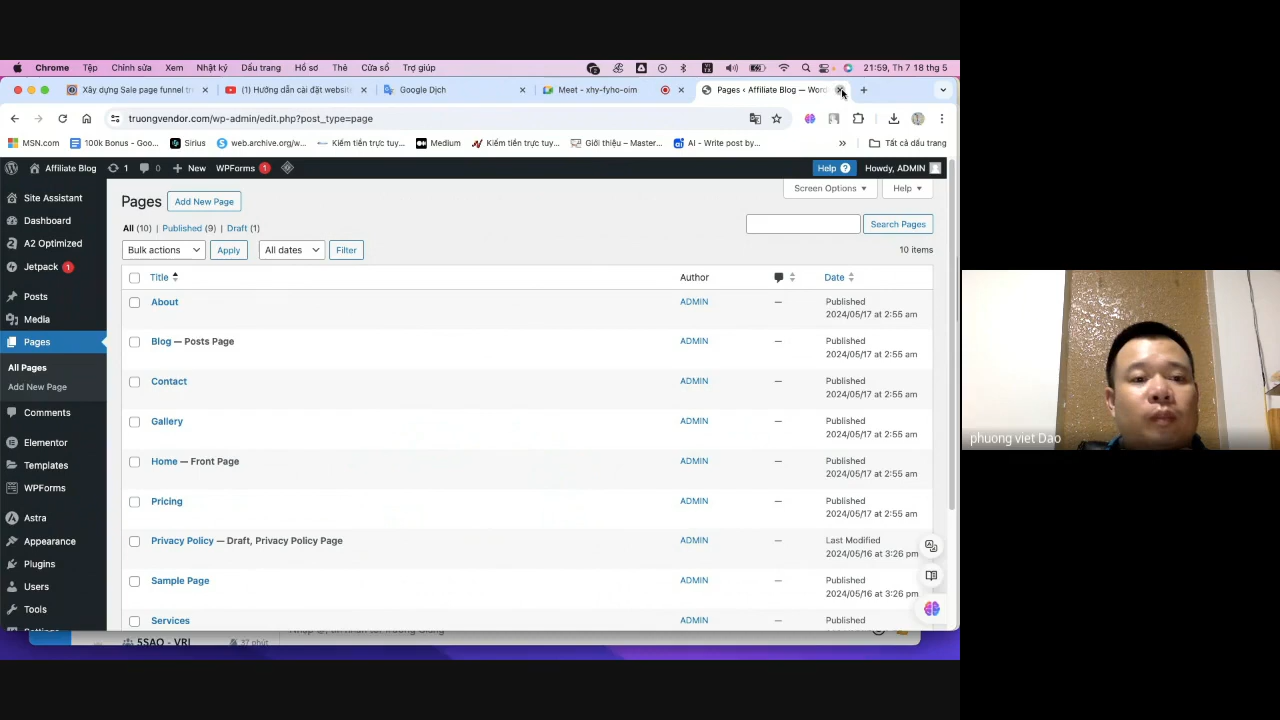 Chrome Tệp Chỉnh sửa Xem Nhật ký Dấu trang Hồ sơ Thẻ Cửa sổ Trợ giúp 21:59, Th 7 18 thg 5
Xây dựng Sale page funnel tr (1) Hướng dẫn cài đặt websit Google Dịch Meet - xhy-fyho-oim Pages ‹ Affiliate Blog — Word
truongvendor.com/wp-admin/edit.php?post_type=page
MSN.com 100k Bonus - Goo... Sirius web.archive.org/w... Kiếm tiền trực tuy... Medium Kiếm tiền trực tuy... Giới thiệu – Master... AI - Write post by... » Tất cả dấu trang
Affiliate Blog 1 0 New WPForms 1 Help ? Howdy, ADMIN
Site Assistant
Dashboard
A2 Optimized
Jetpack 1
Posts
Media
Pages
All Pages
Add New Page
Comments
Elementor
Templates
WPForms
Astra
Appearance
Plugins
Users
Tools
Screen Options Help
Pages Add New Page
All (10) | Published (9) | Draft (1)
Search Pages
Bulk actions Apply All dates Filter 10 items
Title Author Date
About ADMIN — Published
2024/05/17 at 2:55 am
Blog — Posts Page ADMIN — Published
2024/05/17 at 2:55 am
Contact ADMIN — Published
2024/05/17 at 2:55 am
Gallery ADMIN — Published
2024/05/17 at 2:55 am
Home — Front Page ADMIN — Published
2024/05/17 at 2:55 am
Pricing ADMIN — Published
2024/05/17 at 2:55 am
Privacy Policy — Draft, Privacy Policy Page ADMIN — Last Modified
2024/05/16 at 3:26 pm
Sample Page ADMIN — Published
2024/05/16 at 3:26 pm
Services ADMIN — Published
5SAO - VRL 37 phút
phuong viet Dao